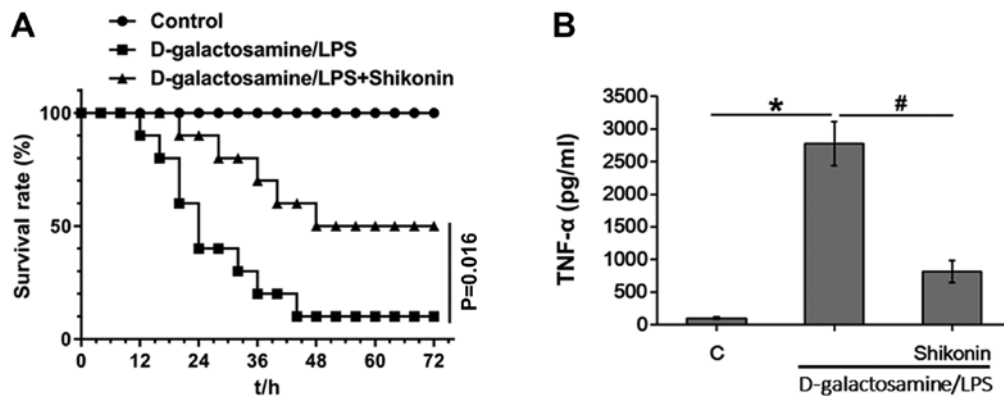 A
Control
D-galactosamine/LPS
D-galactosamine/LPS+Shikonin
Survival rate (%)
100
50
0
0 12 24 36 48 60 72
t/h
P=0.016
B
TNF-α (pg/ml)
3500
3000
2500
2000
1500
1000
500
0
* #
C Shikonin
D-galactosamine/LPS